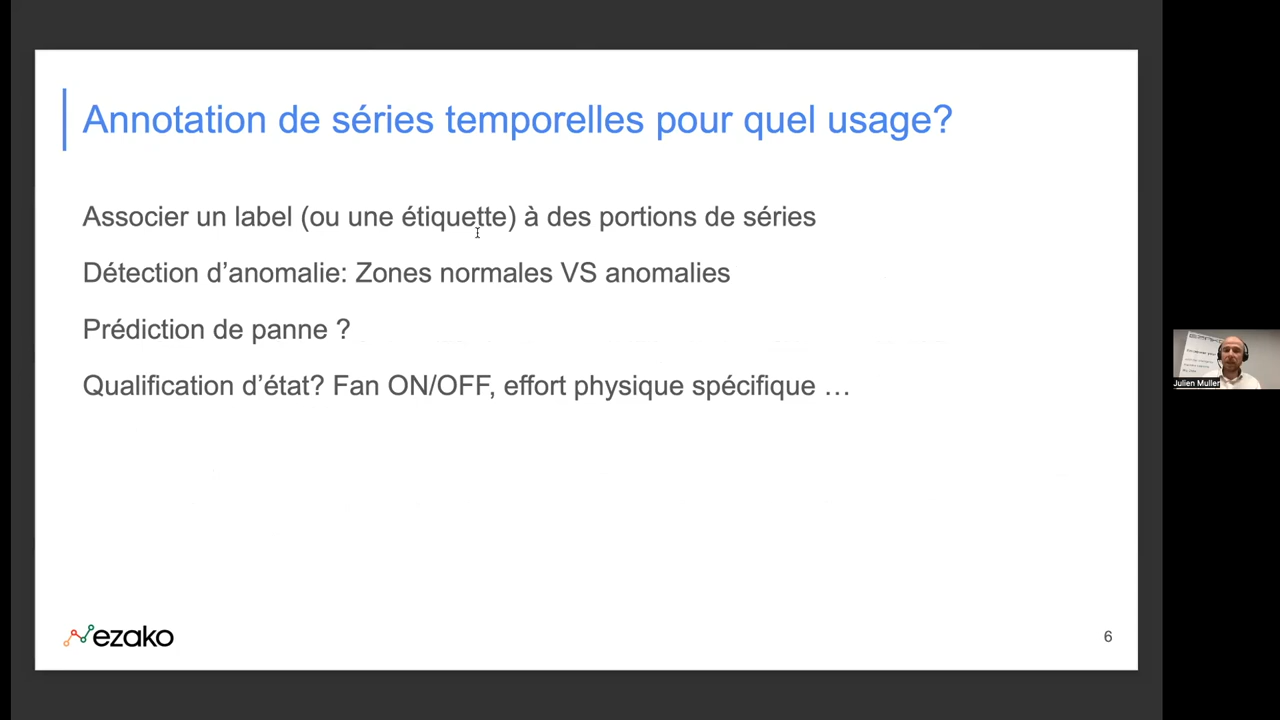 Annotation de séries temporelles pour quel usage?
Associer un label (ou une étiquette) à des portions de séries
Détection d’anomalie: Zones normales VS anomalies
Prédiction de panne ?
Qualification d’état? Fan ON/OFF, effort physique spécifique …
ezako
6
Julien Muller